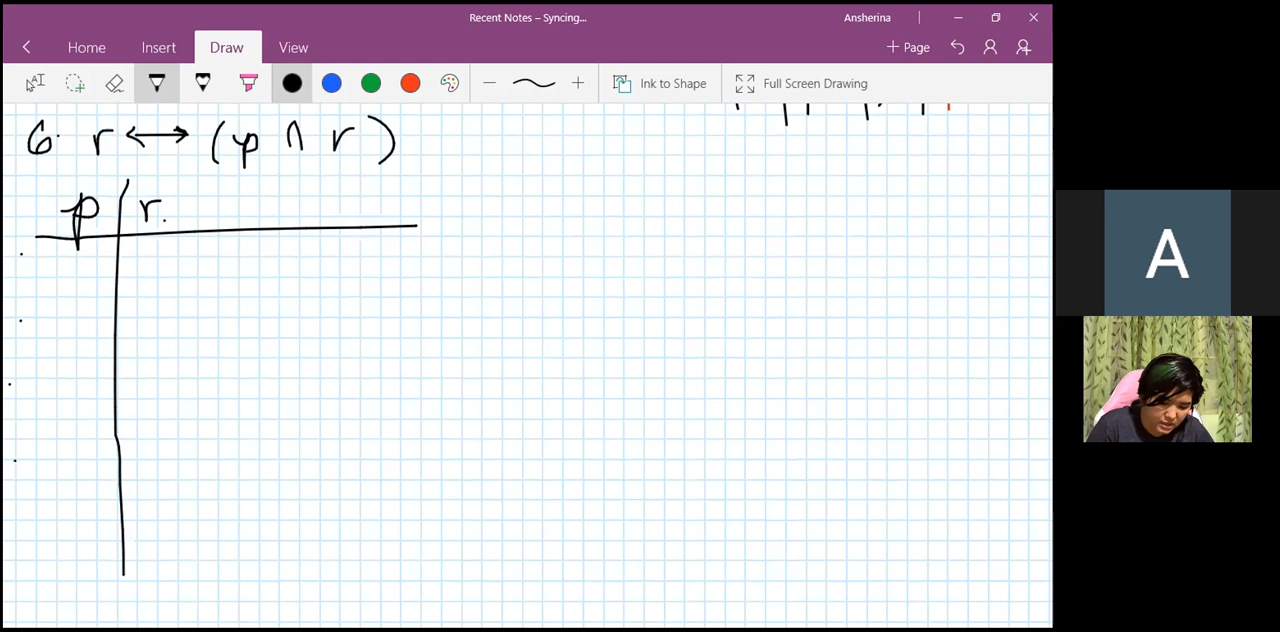 Recent Notes – Syncing...
Ansherina
Home Insert Draw View
Page
Ink to Shape
Full Screen Drawing
6. r ↔ (p ∧ r)
p r
A